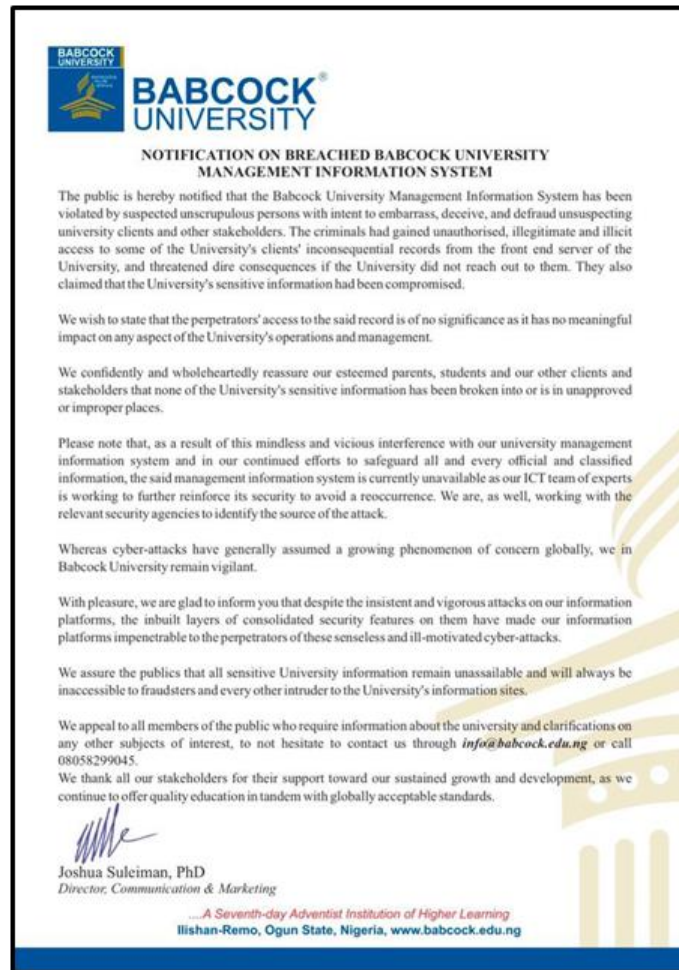 BABCOCK
UNIVERSITY
BABCOCK®
UNIVERSITY
NOTIFICATION ON BREACHED BABCOCK UNIVERSITY
MANAGEMENT INFORMATION SYSTEM
The public is hereby notified that the Babcock University Management Information System has been
violated by suspected unscrupulous persons with intent to embarrass, deceive, and defraud unsuspecting
university clients and other stakeholders. The criminals had gained unauthorised, illegitimate and illicit
access to some of the University's clients' inconsequential records from the front end server of the
University, and threatened dire consequences if the University did not reach out to them. They also
claimed that the University's sensitive information had been compromised.
We wish to state that the perpetrators' access to the said record is of no significance as it has no meaningful
impact on any aspect of the University's operations and management.
We confidently and wholeheartedly reassure our esteemed parents, students and our other clients and
stakeholders that none of the University's sensitive information has been broken into or is in unapproved
or improper places.
Please note that, as a result of this mindless and vicious interference with our university management
information system and in our continued efforts to safeguard all and every official and classified
information, the said management information system is currently unavailable as our ICT team of experts
is working to further reinforce its security to avoid a reoccurrence. We are, as well, working with the
relevant security agencies to identify the source of the attack.
Whereas cyber-attacks have generally assumed a growing phenomenon of concern globally, we in
Babcock University remain vigilant.
With pleasure, we are glad to inform you that despite the insistent and vigorous attacks on our information
platforms, the inbuilt layers of consolidated security features on them have made our information
platforms impenetrable to the perpetrators of these senseless and ill-motivated cyber-attacks.
We assure the publics that all sensitive University information remain unassailable and will always be
inaccessible to fraudsters and every other intruder to the University's information sites.
We appeal to all members of the public who require information about the university and clarifications on
any other subjects of interest, to not hesitate to contact us through info@babcock.edu.ng or call
08058299045.
We thank all our stakeholders for their support toward our sustained growth and development, as we
continue to offer quality education in tandem with globally acceptable standards.
Joshua Suleiman, PhD
Director, Communication & Marketing
....A Seventh-day Adventist Institution of Higher Learning
Ilishan-Remo, Ogun State, Nigeria, www.babcock.edu.ng